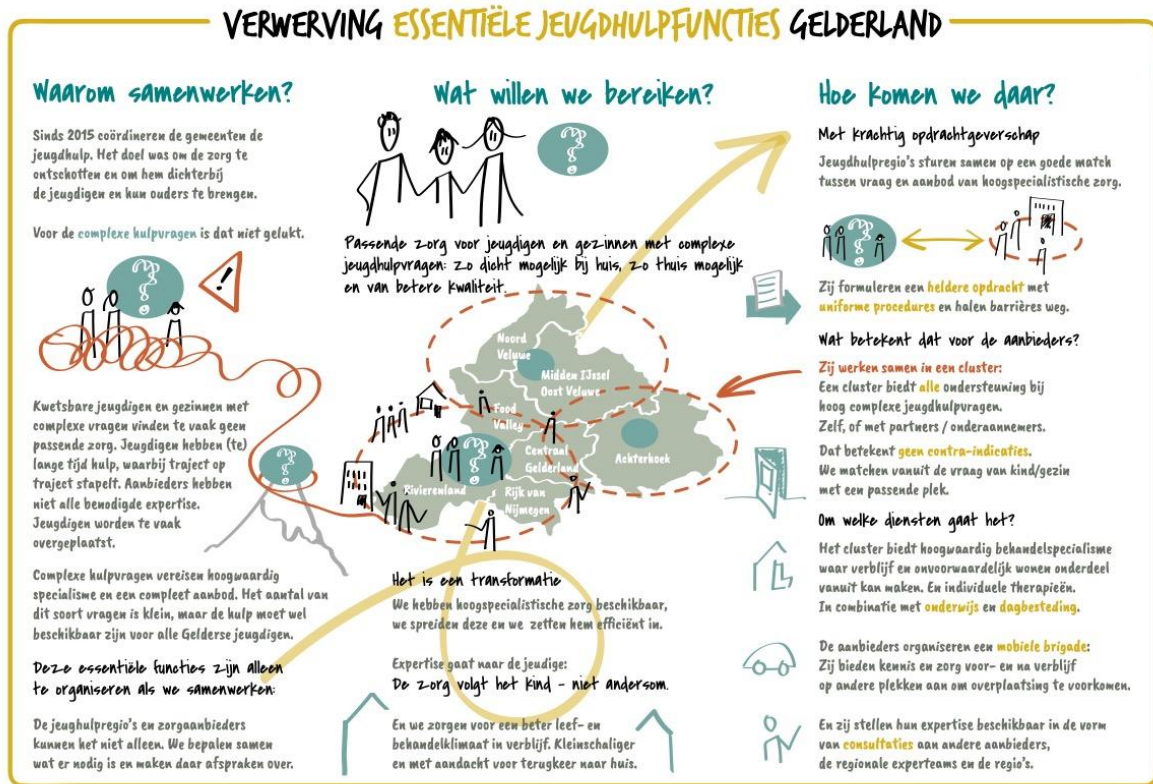 VERWERVING ESSENTIËLE JEUGDHULPFUNCTIES GELDERLAND
Waarom samenwerken?
Sinds 2015 coördineren de gemeenten de
jeugdhulp. Het doel was om de zorg te
ontschotten en om hem dichterbij
de jeugdigen en hun ouders te brengen.
Voor de complexe hulpvragen is dat niet gelukt.
?
!
Kwetsbare jeugdigen en gezinnen met
complexe vragen vinden te vaak geen
passende zorg. Jeugdigen hebben (te)
lange tijd hulp, waarbij traject op
traject stapelt. Aanbieders hebben
niet alle benodigde expertise.
Jeugdigen worden te vaak
overgeplaatst.
?
Complexe hulpvragen vereisen hoogwaardig
specialisme en een compleet aanbod. Het aantal van
dit soort vragen is klein, maar de hulp moet wel
beschikbaar zijn voor alle Gelderse jeugdigen.
Deze essentiële functies zijn alleen
te organiseren als we samenwerken:
De jeughulpregio's en zorgaanbieders
kunnen het niet alleen. We bepalen samen
wat er nodig is en maken daar afspraken over.
Wat willen we bereiken?
?
Passende zorg voor jeugdigen en gezinnen met complexe
jeugdhulpvragen: zo dicht mogelijk bij huis, zo thuis mogelijk
en van betere kwaliteit.
Noord
Veluwe
Midden IJssel
Oost Veluwe
Food
Valley
Centraal
Gelderland
Achterhoek
?
Rivierenland
Rijk van
Nijmegen
Het is een transformatie
We hebben hoogspecialistische zorg beschikbaar,
we spreiden deze en we zetten hem efficiënt in.
Expertise gaat naar de jeudige:
De zorg volgt het kind - niet andersom.
En we zorgen voor een beter leef- en
behandelklimaat in verblijf. Kleinschaliger
en met aandacht voor terugkeer naar huis.
Hoe komen we daar?
Met krachtig opdrachtgeverschap
Jeugdhulpregio's sturen samen op een goede match
tussen vraag en aanbod van hoogspecialistische zorg.
?
Zij formuleren een heldere opdracht met
uniforme procedures en halen barrières weg.
Wat betekent dat voor de aanbieders?
Zij werken samen in een cluster:
Een cluster biedt alle ondersteuning bij
hoog complexe jeugdhulpvragen.
Zelf, of met partners / onderaannemers.
Dat betekent geen contra-indicaties.
We matchen vanuit de vraag van kind/gezin
met een passende plek.
Om welke diensten gaat het?
Het cluster biedt hoogwaardig behandelspecialisme
waar verblijf en onvoorwaardelijk wonen onderdeel
vanuit kan maken. En individuele therapieën.
In combinatie met onderwijs en dagbesteding.
De aanbieders organiseren een mobiele brigade:
Zij bieden kennis en zorg voor- en na verblijf
op andere plekken aan om overplaatsing te voorkomen.
En zij stellen hun expertise beschikbaar in de vorm
van consultaties aan andere aanbieders,
de regionale experteams en de regio's.